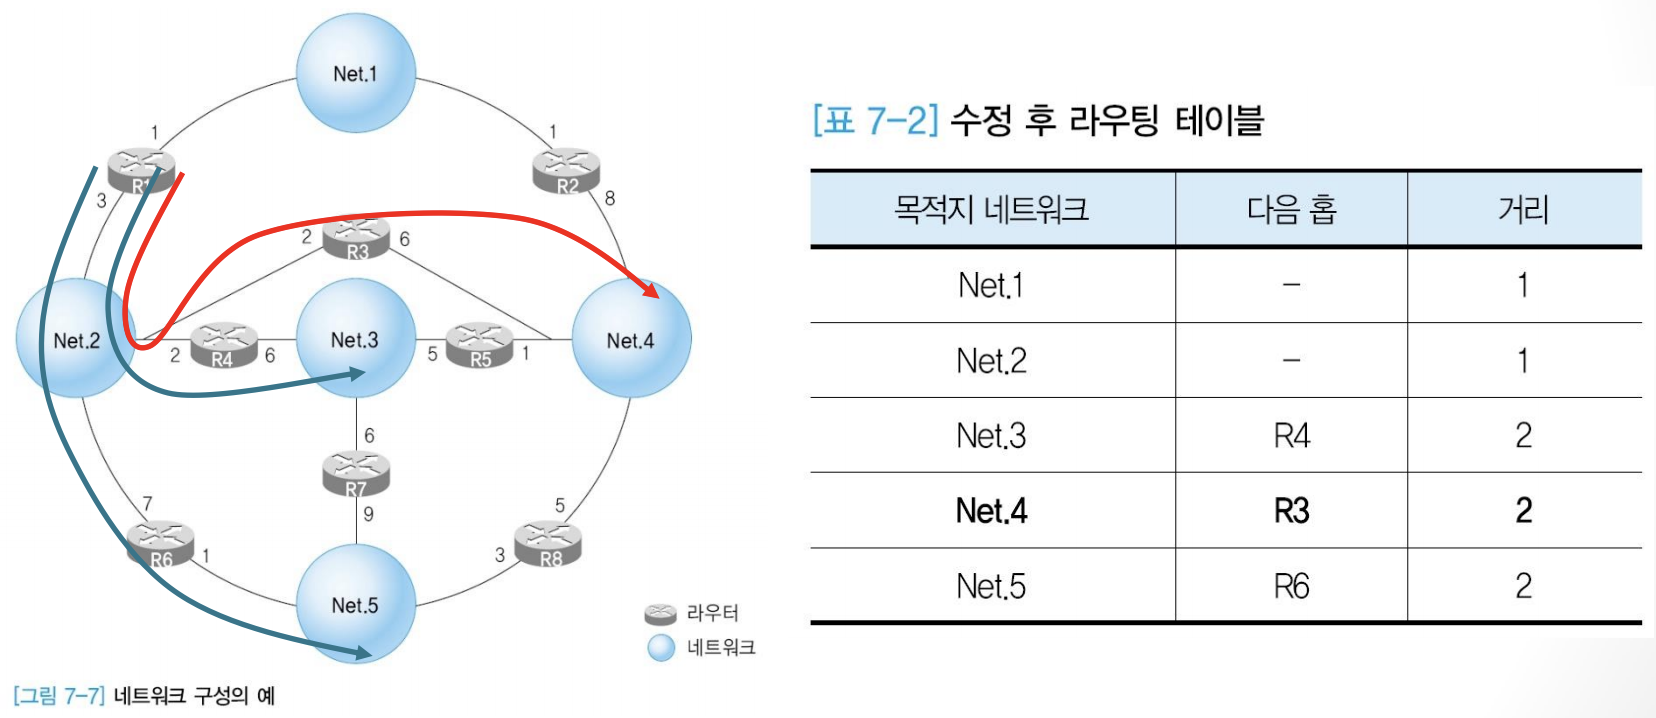 Net.1
1
R1
3
1
R2
8
2
R3
6
Net.2
2
R4
6
Net.3
5
R5
1
Net.4
6
R7
9
7
R6
1
5
3
R8
Net.5
라우터
네트워크
[그림 7-7] 네트워크 구성의 예
[표 7-2] 수정 후 라우팅 테이블
목적지 네트워크 다음 홉 거리
Net.1 - 1
Net.2 - 1
Net.3 R4 2
Net.4 R3 2
Net.5 R6 2